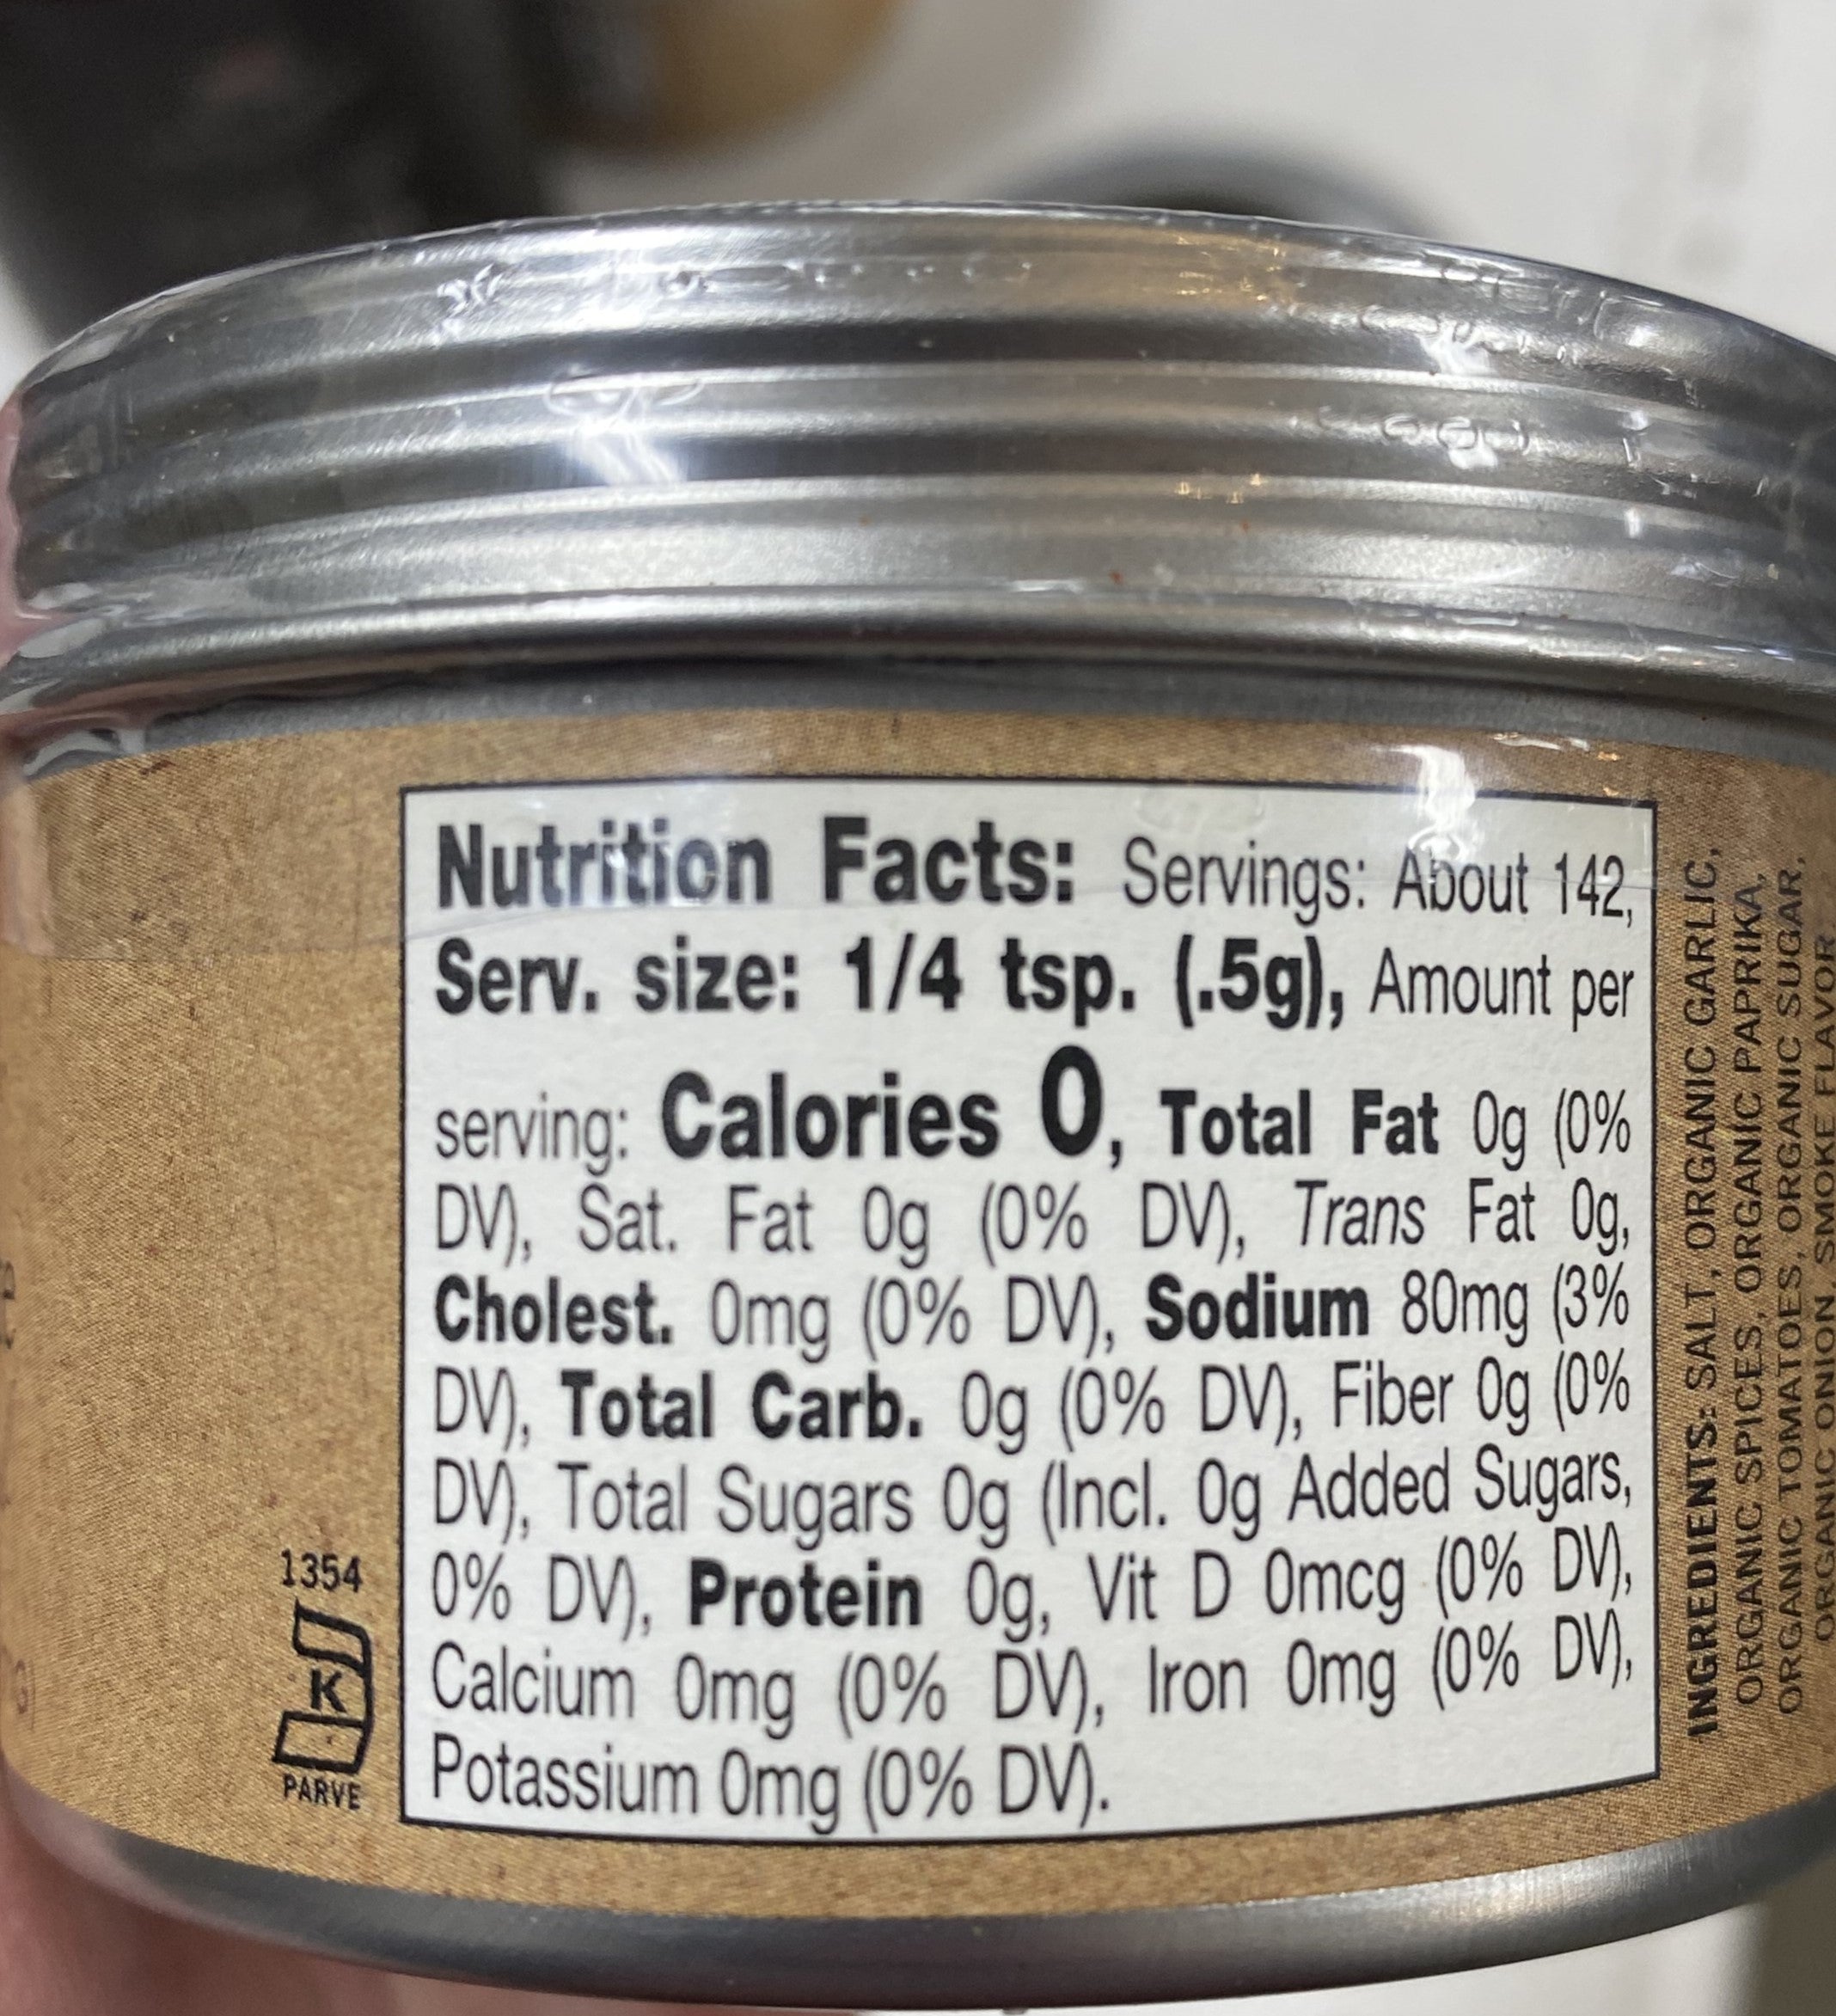 Nutrition Facts: Servings: About 142,
Serv. size: 1/4 tsp. (.5g), Amount per
serving: Calories 0, Total Fat 0g (0%
DV), Sat. Fat 0g (0% DV), Trans Fat 0g,
Cholest. 0mg (0% DV), Sodium 80mg (3%
DV), Total Carb. 0g (0% DV), Fiber 0g (0%
DV), Total Sugars 0g (Incl. 0g Added Sugars,
0% DV), Protein 0g, Vit D 0mcg (0% DV),
Calcium 0mg (0% DV), Iron 0mg (0% DV),
Potassium 0mg (0% DV).
1354
K
PARVE
INGREDIENTS: SALT, ORGANIC GARLIC,
ORGANIC SPICES, ORGANIC PAPRIKA,
ORGANIC TOMATOES, ORGANIC SUGAR,
ORGANIC ONION, SMOKE FLAVOR